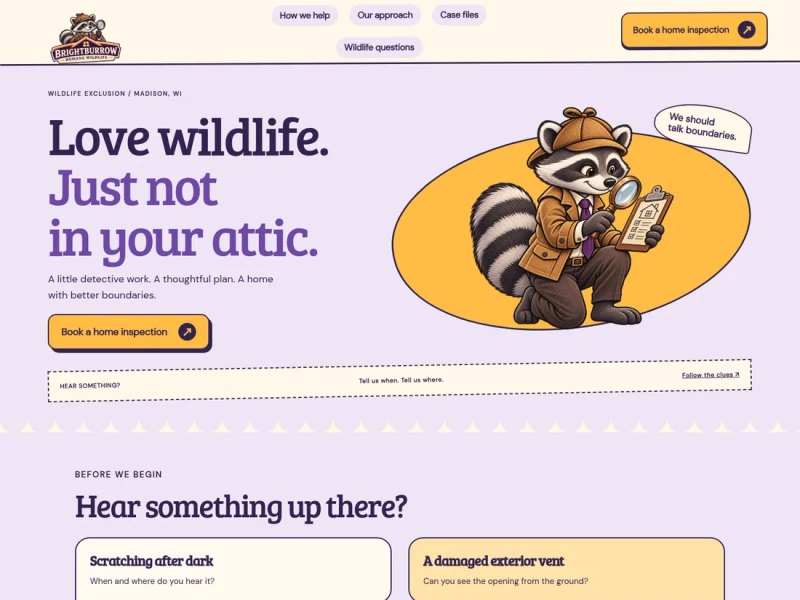 BRIGHTBURROW
HUMANE WILDLIFE
How we help
Our approach
Case files
Wildlife questions
Book a home inspection
WILDLIFE EXCLUSION / MADISON, WI
Love wildlife.
Just not
in your attic.
A little detective work. A thoughtful plan. A home
with better boundaries.
Book a home inspection
We should
talk boundaries.
HEAR SOMETHING?
Tell us when. Tell us where.
Follow the clues
BEFORE WE BEGIN
Hear something up there?
Scratching after dark
When and where do you hear it?
A damaged exterior vent
Can you see the opening from the ground?